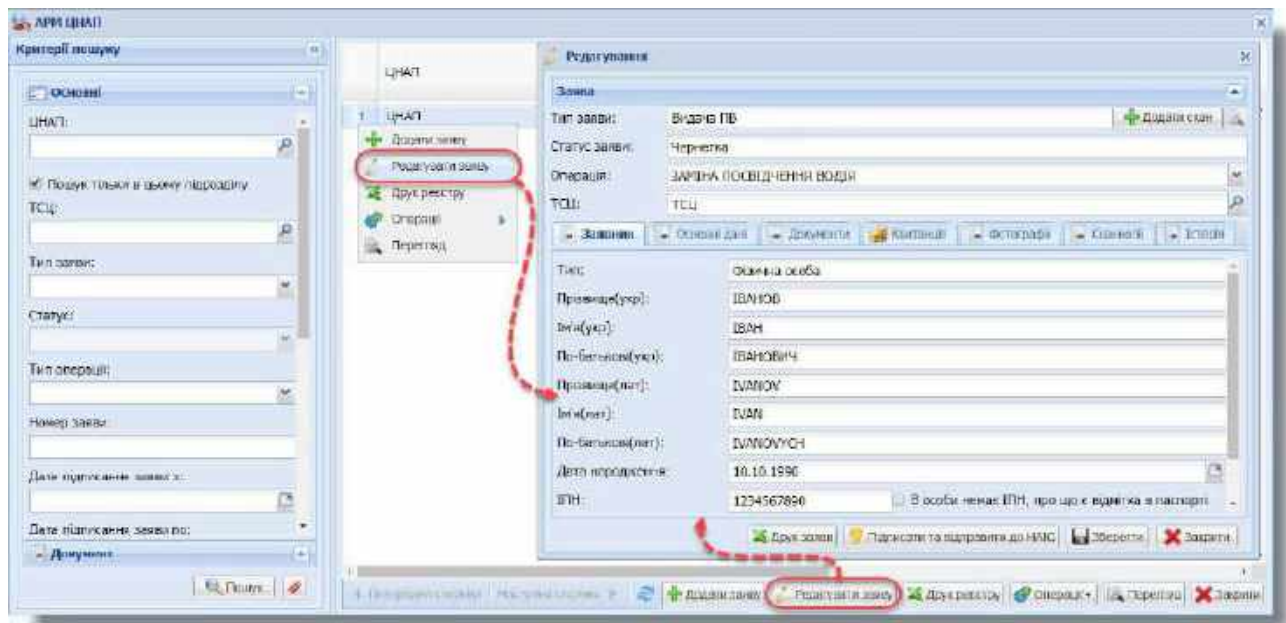 АРМ ЦНАП
Критерії пошуку
Основні
ЦНАП:
Пошук тільки в цьому підрозділу
ТСЦ:
Тип заяви:
Статус:
Тип операції:
Номер заяви:
Дата підписання заяви з:
Дата підписання заяви по:
Документ
Пошук
ЦНАП
1 ЦНАП
Додати заяву
Редагувати заяву
Друк реєстру
Операції
Перегляд
Редагування
Заява
Тип заяви: Видача ПВ Додати скан
Статус заяви: Чернетка
Операція: ЗАМІНА ПОСВІДЧЕННЯ ВОДІЯ
ТСЦ: ТСЦ
Заявник Основні дані Документи Квитанції Фотографія Історія
Тип: Фізична особа
Прізвище(укр): ІВАНОВ
Ім'я(укр): ІВАН
По-батькові(укр): ІВАНОВИЧ
Прізвище(лат): IVANOV
Ім'я(лат): IVAN
По-батькові(лат): IVANOVYCH
Дата народження: 10.10.1990
ІПН: 1234567890 В особи немає ІПН, про що є відмітка в паспорті
Друк заяви Підписати та відправити до НАІС Зберегти Закрити
Попередня сторінка Наступна сторінка Додати заяву Редагувати заяву Друк реєстру Операції Перегляд Закрити